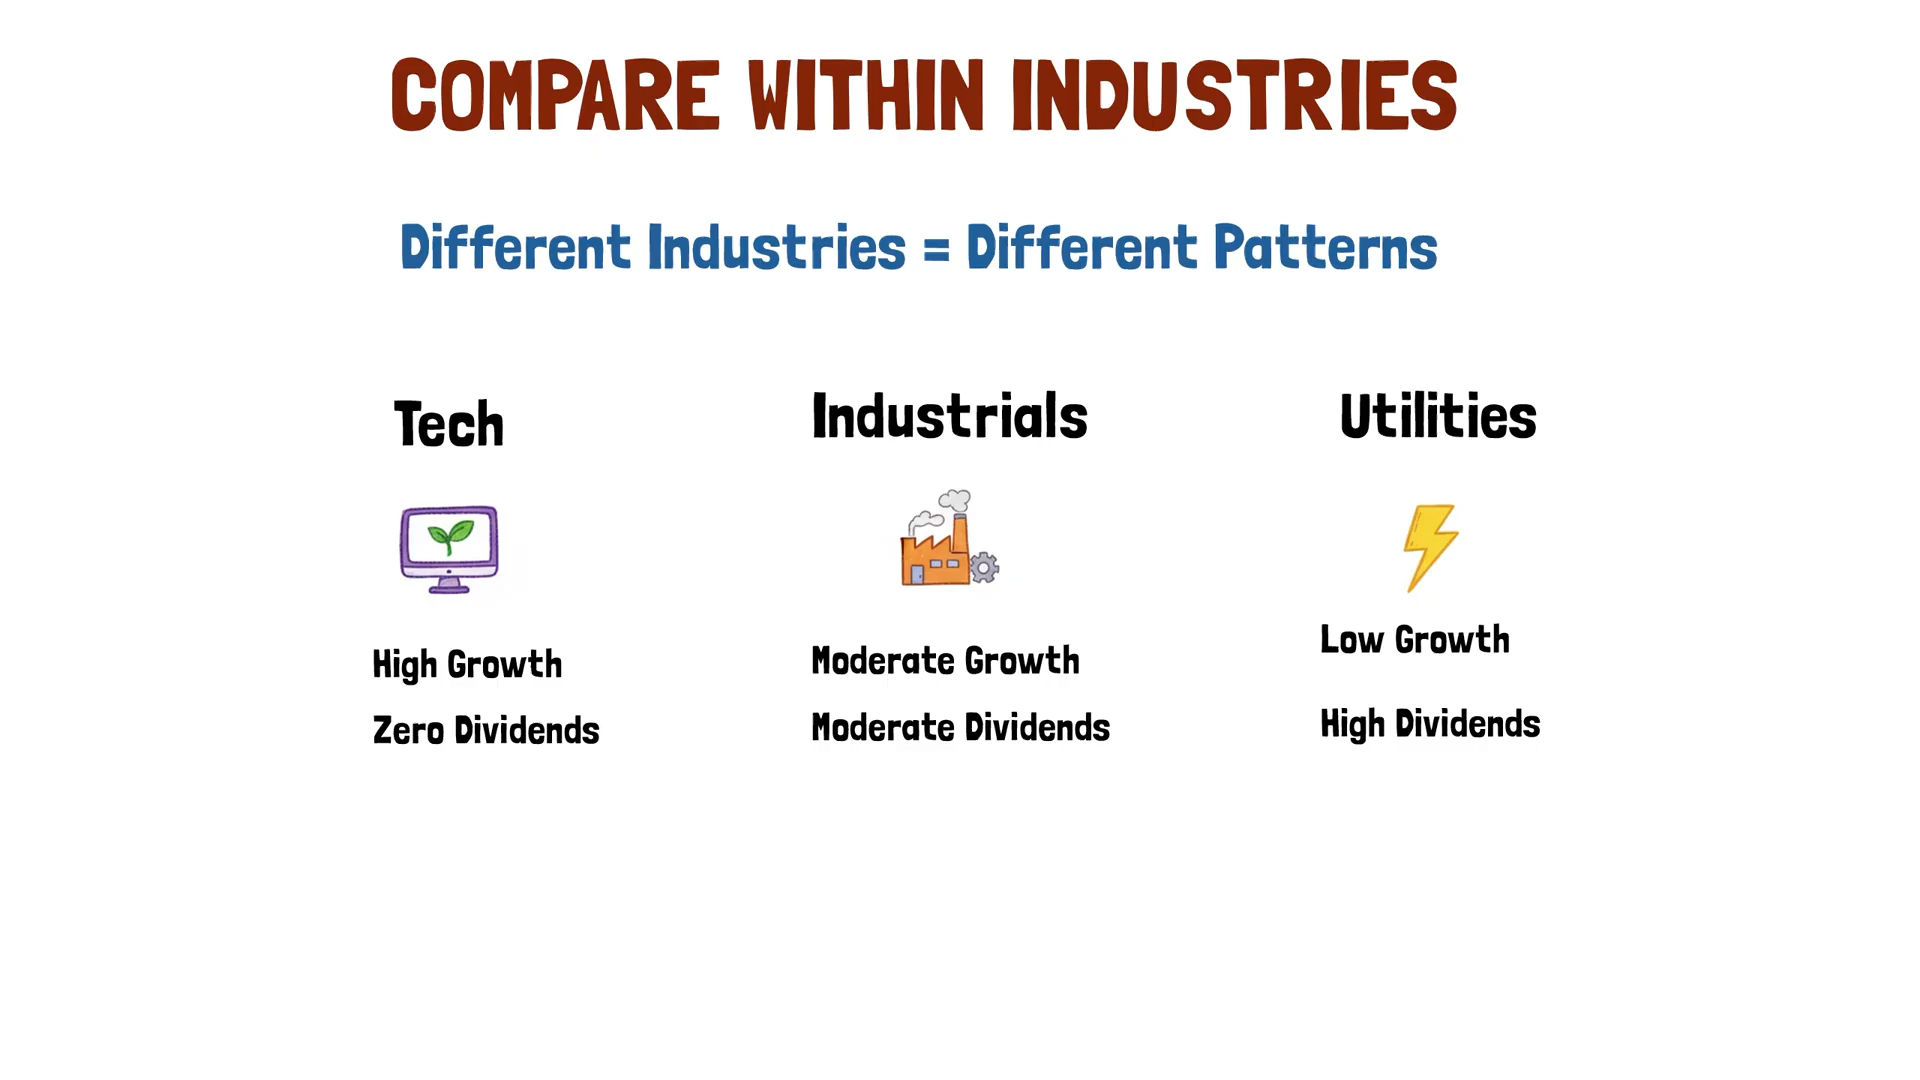 COMPARE WITHIN INDUSTRIES
Different Industries = Different Patterns
Tech
Industrials
Utilities
High Growth
Zero Dividends
Moderate Growth
Moderate Dividends
Low Growth
High Dividends